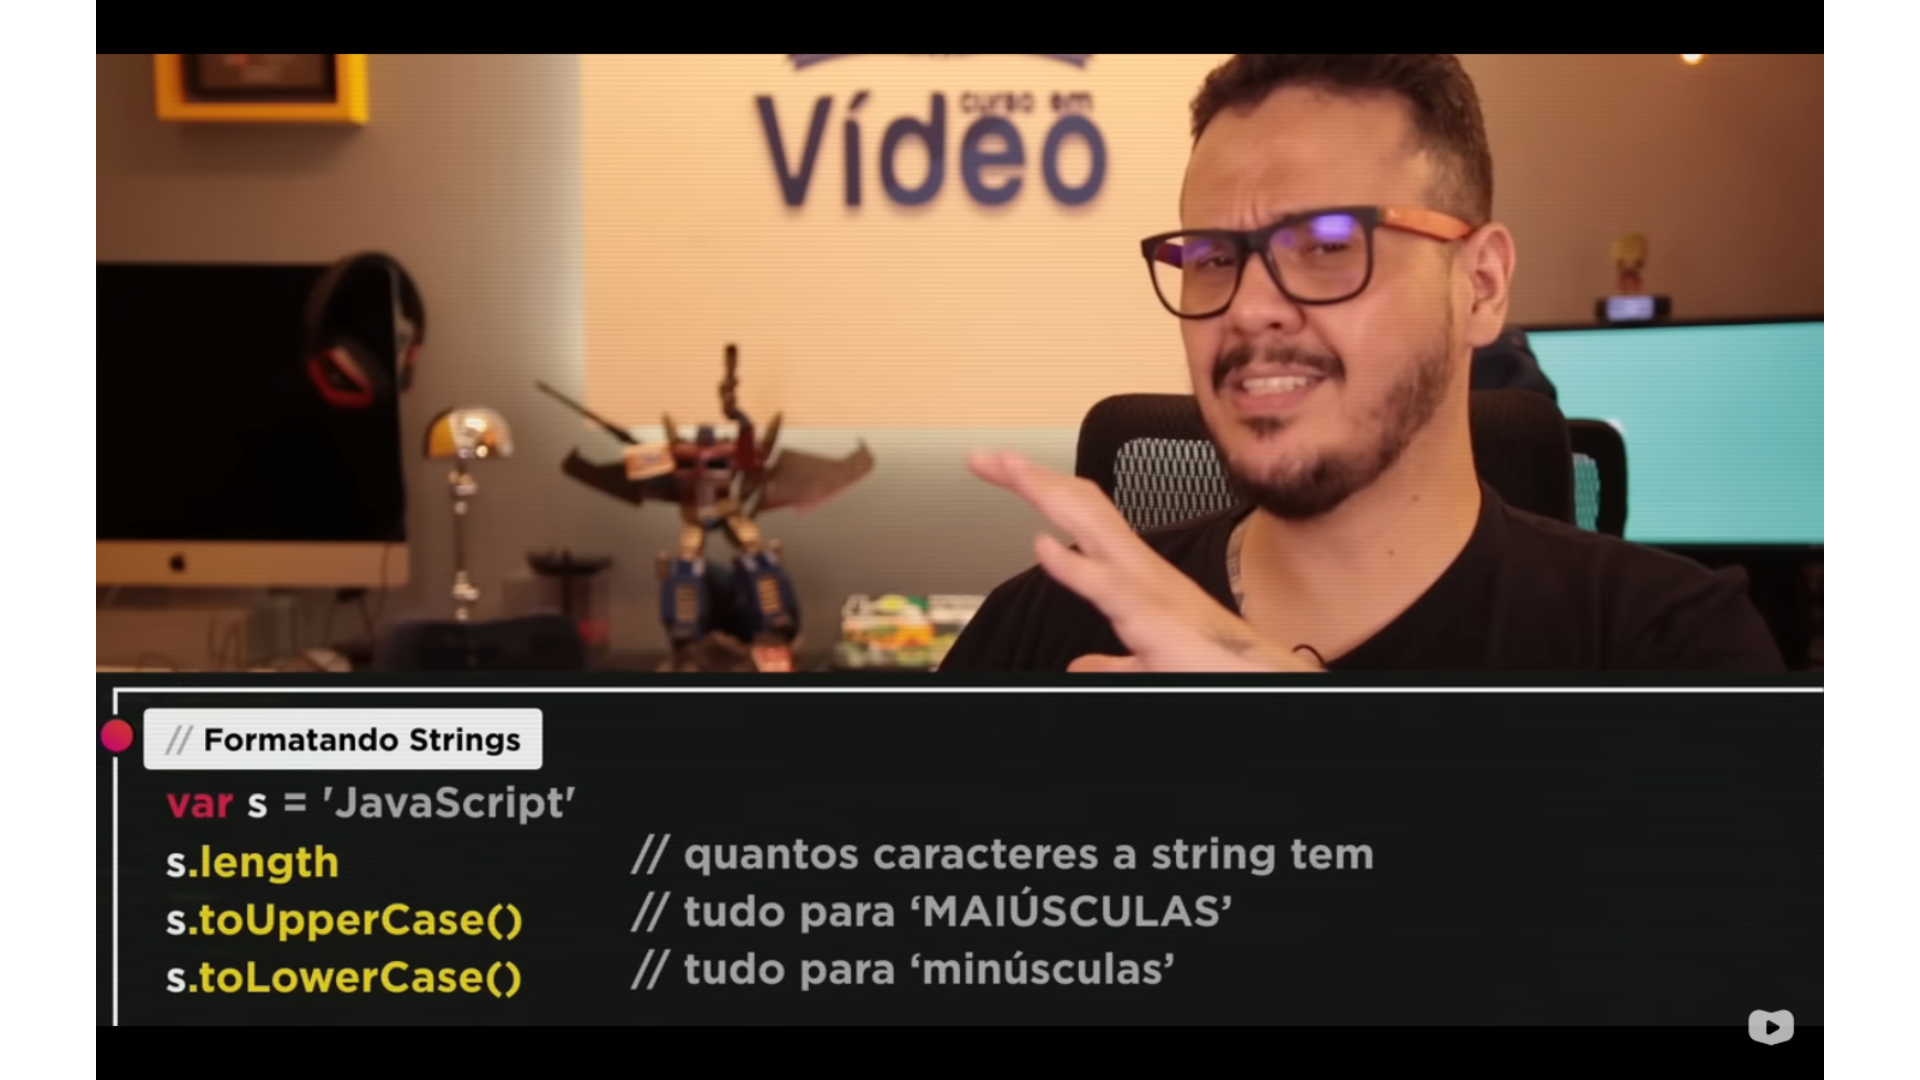 curso em
Vídeo
// Formatando Strings
var s = 'JavaScript'
s.length // quantos caracteres a string tem
s.toUpperCase() // tudo para ‘MAIÚSCULAS’
s.toLowerCase() // tudo para ‘minúsculas’